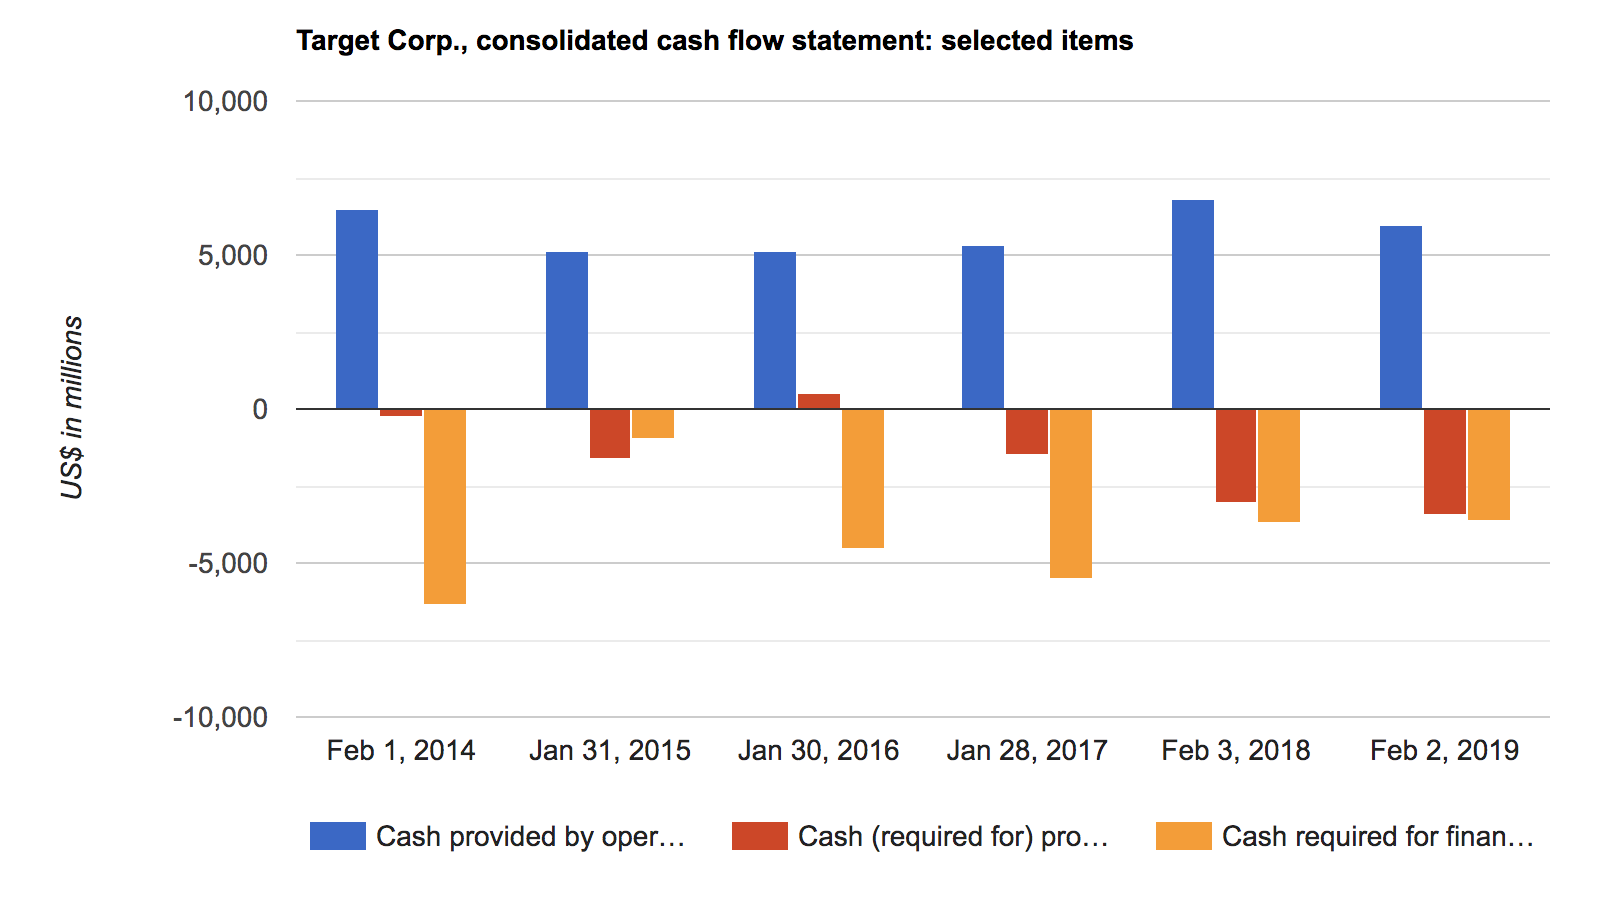 Target Corp., consolidated cash flow statement: selected items
10,000
5,000
0
-5,000
-10,000
US$ in millions
Feb 1, 2014
Jan 31, 2015
Jan 30, 2016
Jan 28, 2017
Feb 3, 2018
Feb 2, 2019
Cash provided by oper…
Cash (required for) pro…
Cash required for finan…